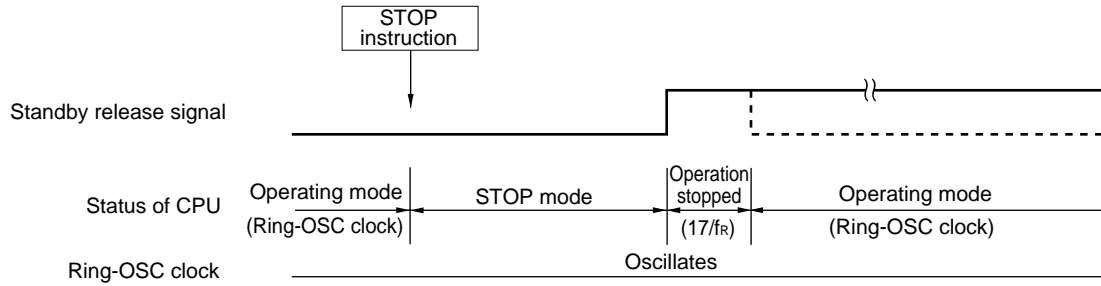 STOP
instruction
Standby release signal
Status of CPU
Operating mode
(Ring-OSC clock)
STOP mode
Operation
stopped
(17/fR)
Operating mode
(Ring-OSC clock)
Ring-OSC clock
Oscillates